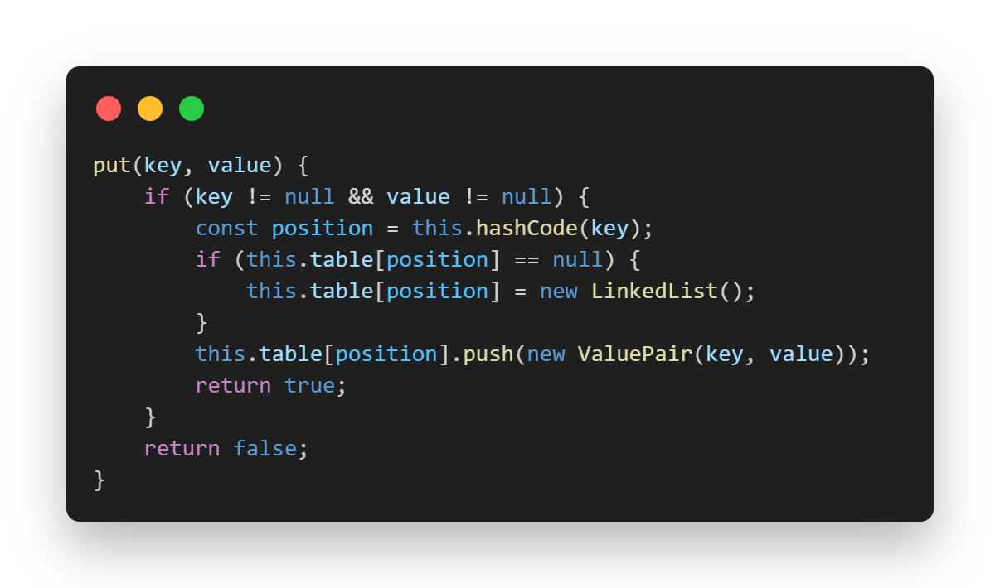 put(key, value) {
    if (key != null && value != null) {
        const position = this.hashCode(key);
        if (this.table[position] == null) {
            this.table[position] = new LinkedList();
        }
        this.table[position].push(new ValuePair(key, value));
        return true;
    }
    return false;
}